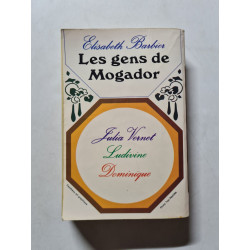 Elisabeth Barbier
Les gens de
Mogador
Julia Vernet
Ludivine
Dominique